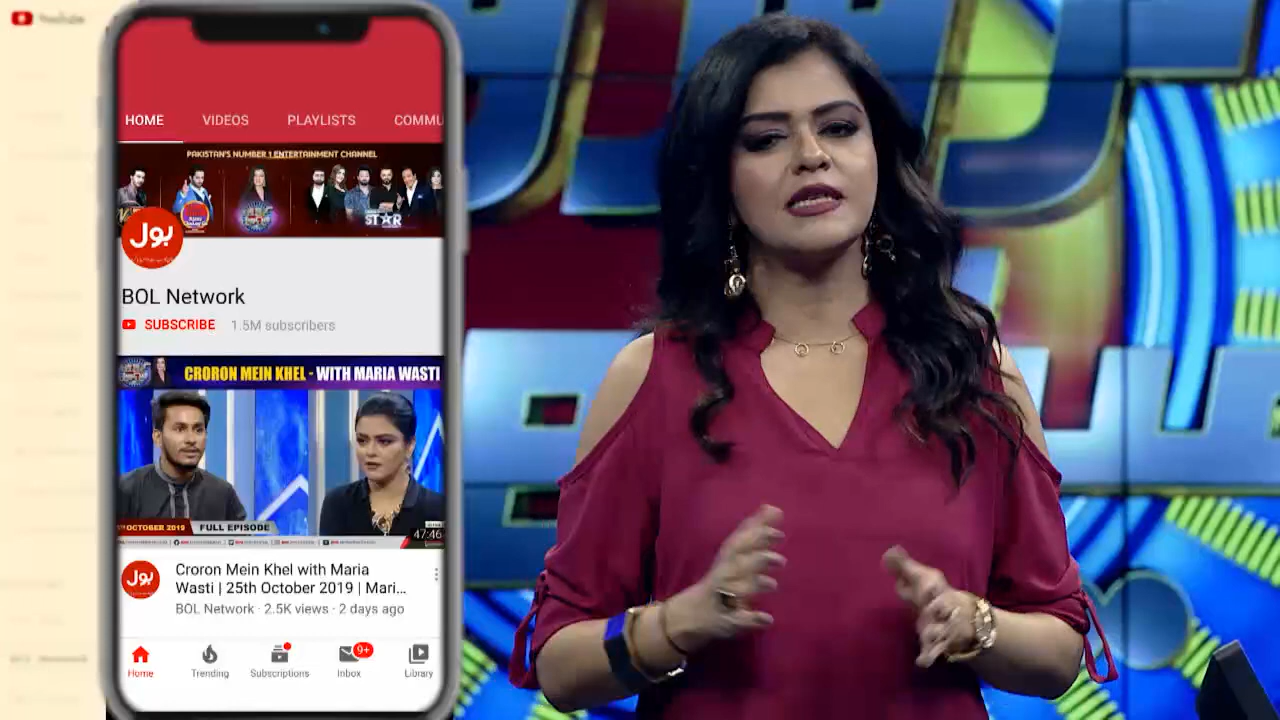 YouTube
HOME VIDEOS PLAYLISTS COMMU
PAKISTAN'S NUMBER 1 ENTERTAINMENT CHANNEL
STAR
بول
BOL Network
SUBSCRIBE 1.5M subscribers
CRORON MEIN KHEL - WITH MARIA WASTI
OCTOBER 2019 FULL EPISODE
47:46
بول
Croron Mein Khel with Maria
Wasti | 25th October 2019 | Mari...
BOL Network · 2.5K views · 2 days ago
9+
Home Trending Subscriptions Inbox Library